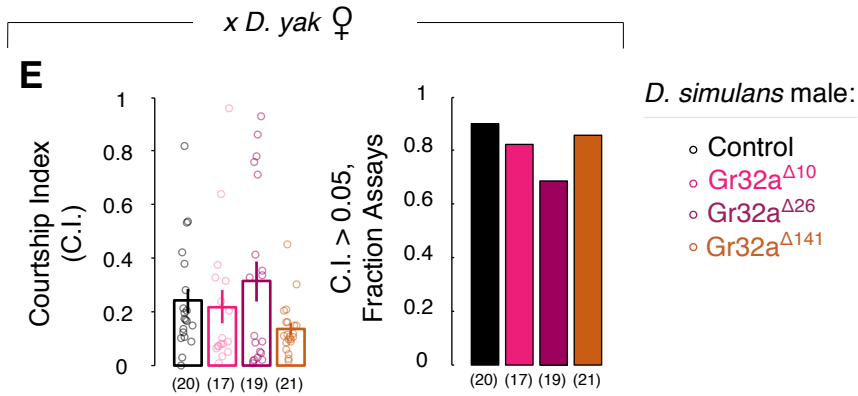 x D. yak ♀
E
Courtship Index
(C.I.)
1
0.8
0.6
0.4
0.2
0
(20) (17) (19) (21)
C.I. > 0.05,
Fraction Assays
1
0.8
0.6
0.4
0.2
0
(20) (17) (19) (21)
D. simulans male:
Control
Gr32a^Δ10
Gr32a^Δ26
Gr32a^Δ141